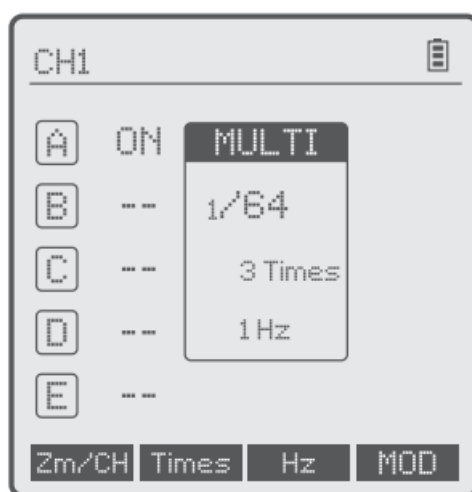 CH1
A ON MULTI
B -- 1/64
C -- 3 Times
D -- 1 Hz
E --
Zm/CH Times Hz MOD